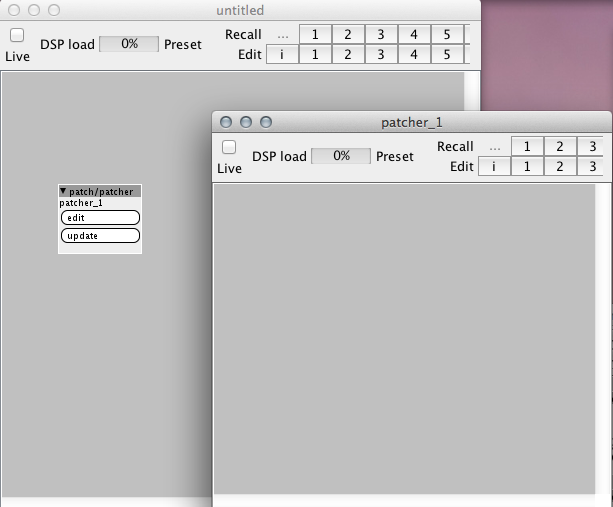 untitled
Live
DSP load 0% Preset
Recall ... 1 2 3 4 5
Edit i 1 2 3 4 5
patch/patcher
patcher_1
edit
update
patcher_1
Live
DSP load 0% Preset
Recall ... 1 2 3
Edit i 1 2 3